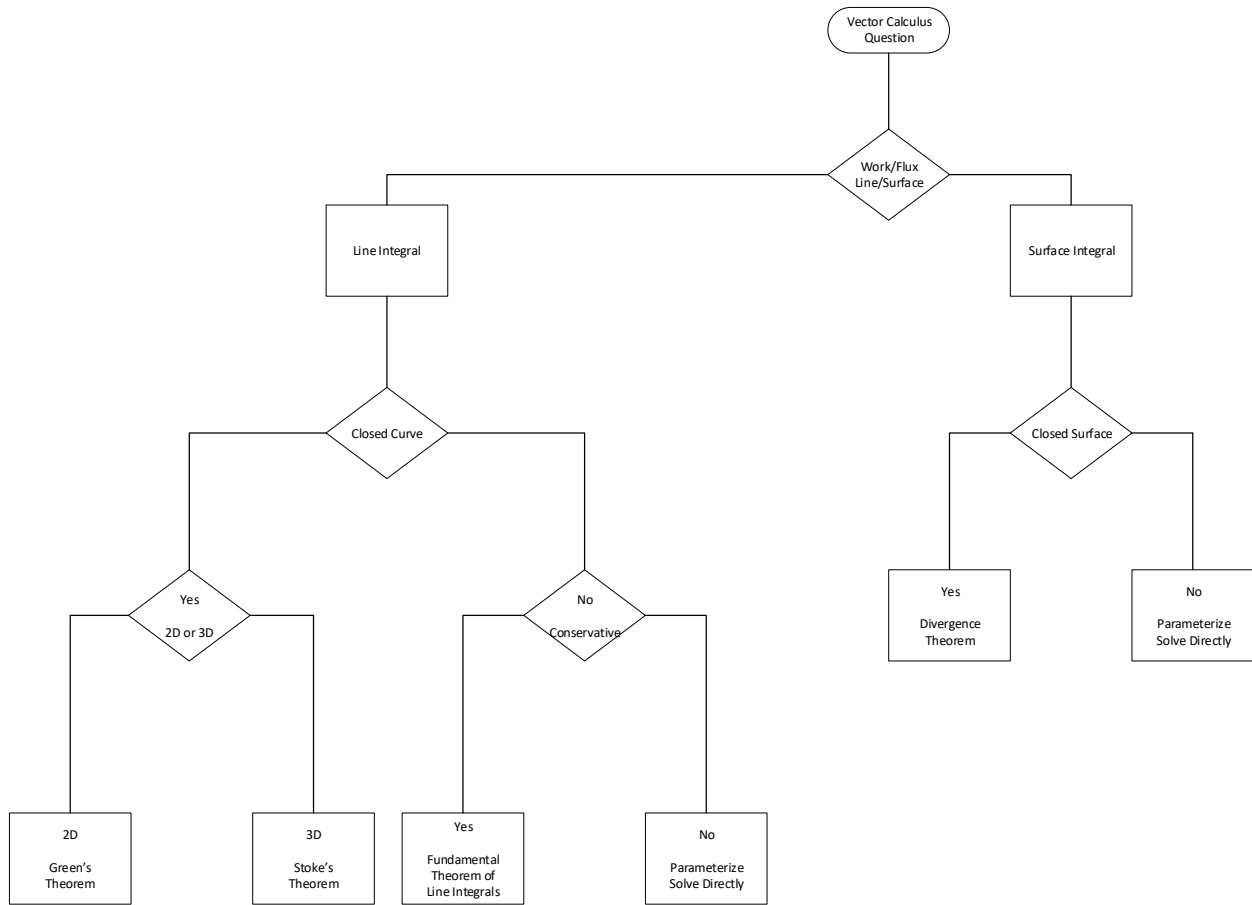 Vector Calculus
Question
Work/Flux
Line/Surface
Line Integral
Surface Integral
Closed Curve
Closed Surface
Yes
2D or 3D
No
Conservative
Yes
Divergence
Theorem
No
Parameterize
Solve Directly
2D
Green's
Theorem
3D
Stoke's
Theorem
Yes
Fundamental
Theorem of
Line Integrals
No
Parameterize
Solve Directly